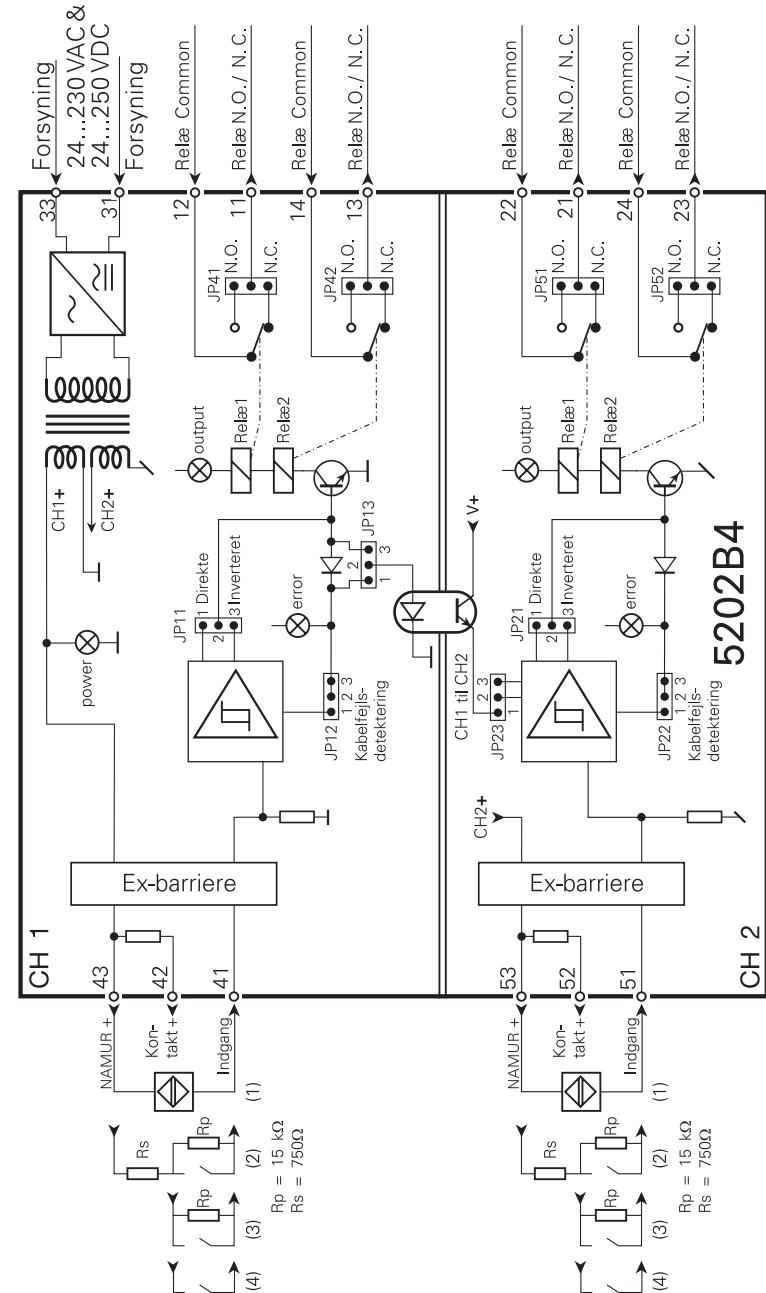 CH 1
33
Forsyning
24...230 VAC &
24...250 VDC
31
Forsyning
12
Relæ Common
11
Relæ N.O./ N.C.
14
Relæ Common
13
Relæ N.O./ N.C.
JP41
N.O.
N.C.
JP42
N.O.
N.C.
CH1+
CH2+
power
output
Relæ1
Relæ2
JP11
1 Direkte
2
3 Inverteret
error
JP13
1
2
3
JP12
1 2 3
Kabelfejls-
detektering
Ex-barriere
43
42
41
NAMUR +
Kon-
takt +
Indgang
(1)
Rs
Rp
(2)
Rp = 15 kΩ
Rs = 750Ω
Rp
(3)
(4)
V+
CH 2
22
Relæ Common
21
Relæ N.O./ N.C.
24
Relæ Common
23
Relæ N.O./ N.C.
JP51
N.O.
N.C.
JP52
N.O.
N.C.
output
Relæ1
Relæ2
JP21
1 Direkte
2
3 Inverteret
error
CH1 til CH2
JP23
1
2
3
JP22
1 2 3
Kabelfejls-
detektering
5202B4
CH2+
Ex-barriere
53
52
51
NAMUR +
Kon-
takt +
Indgang
(1)
Rs
Rp
(2)
Rp = 15 kΩ
Rs = 750Ω
Rp
(3)
(4)